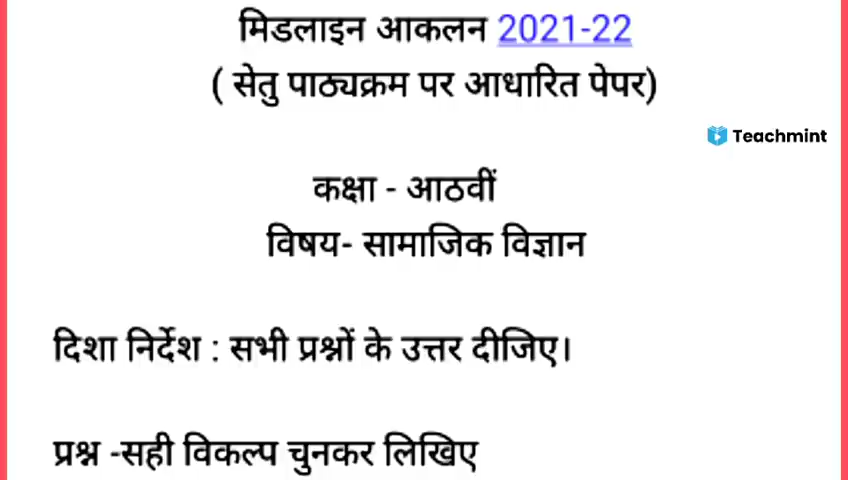 मिडलाइन आकलन 2021-22
( सेतु पाठ्यक्रम पर आधारित पेपर)
Teachmint
कक्षा - आठवीं
विषय- सामाजिक विज्ञान
दिशा निर्देश : सभी प्रश्नों के उत्तर दीजिए।
प्रश्न -सही विकल्प चुनकर लिखिए